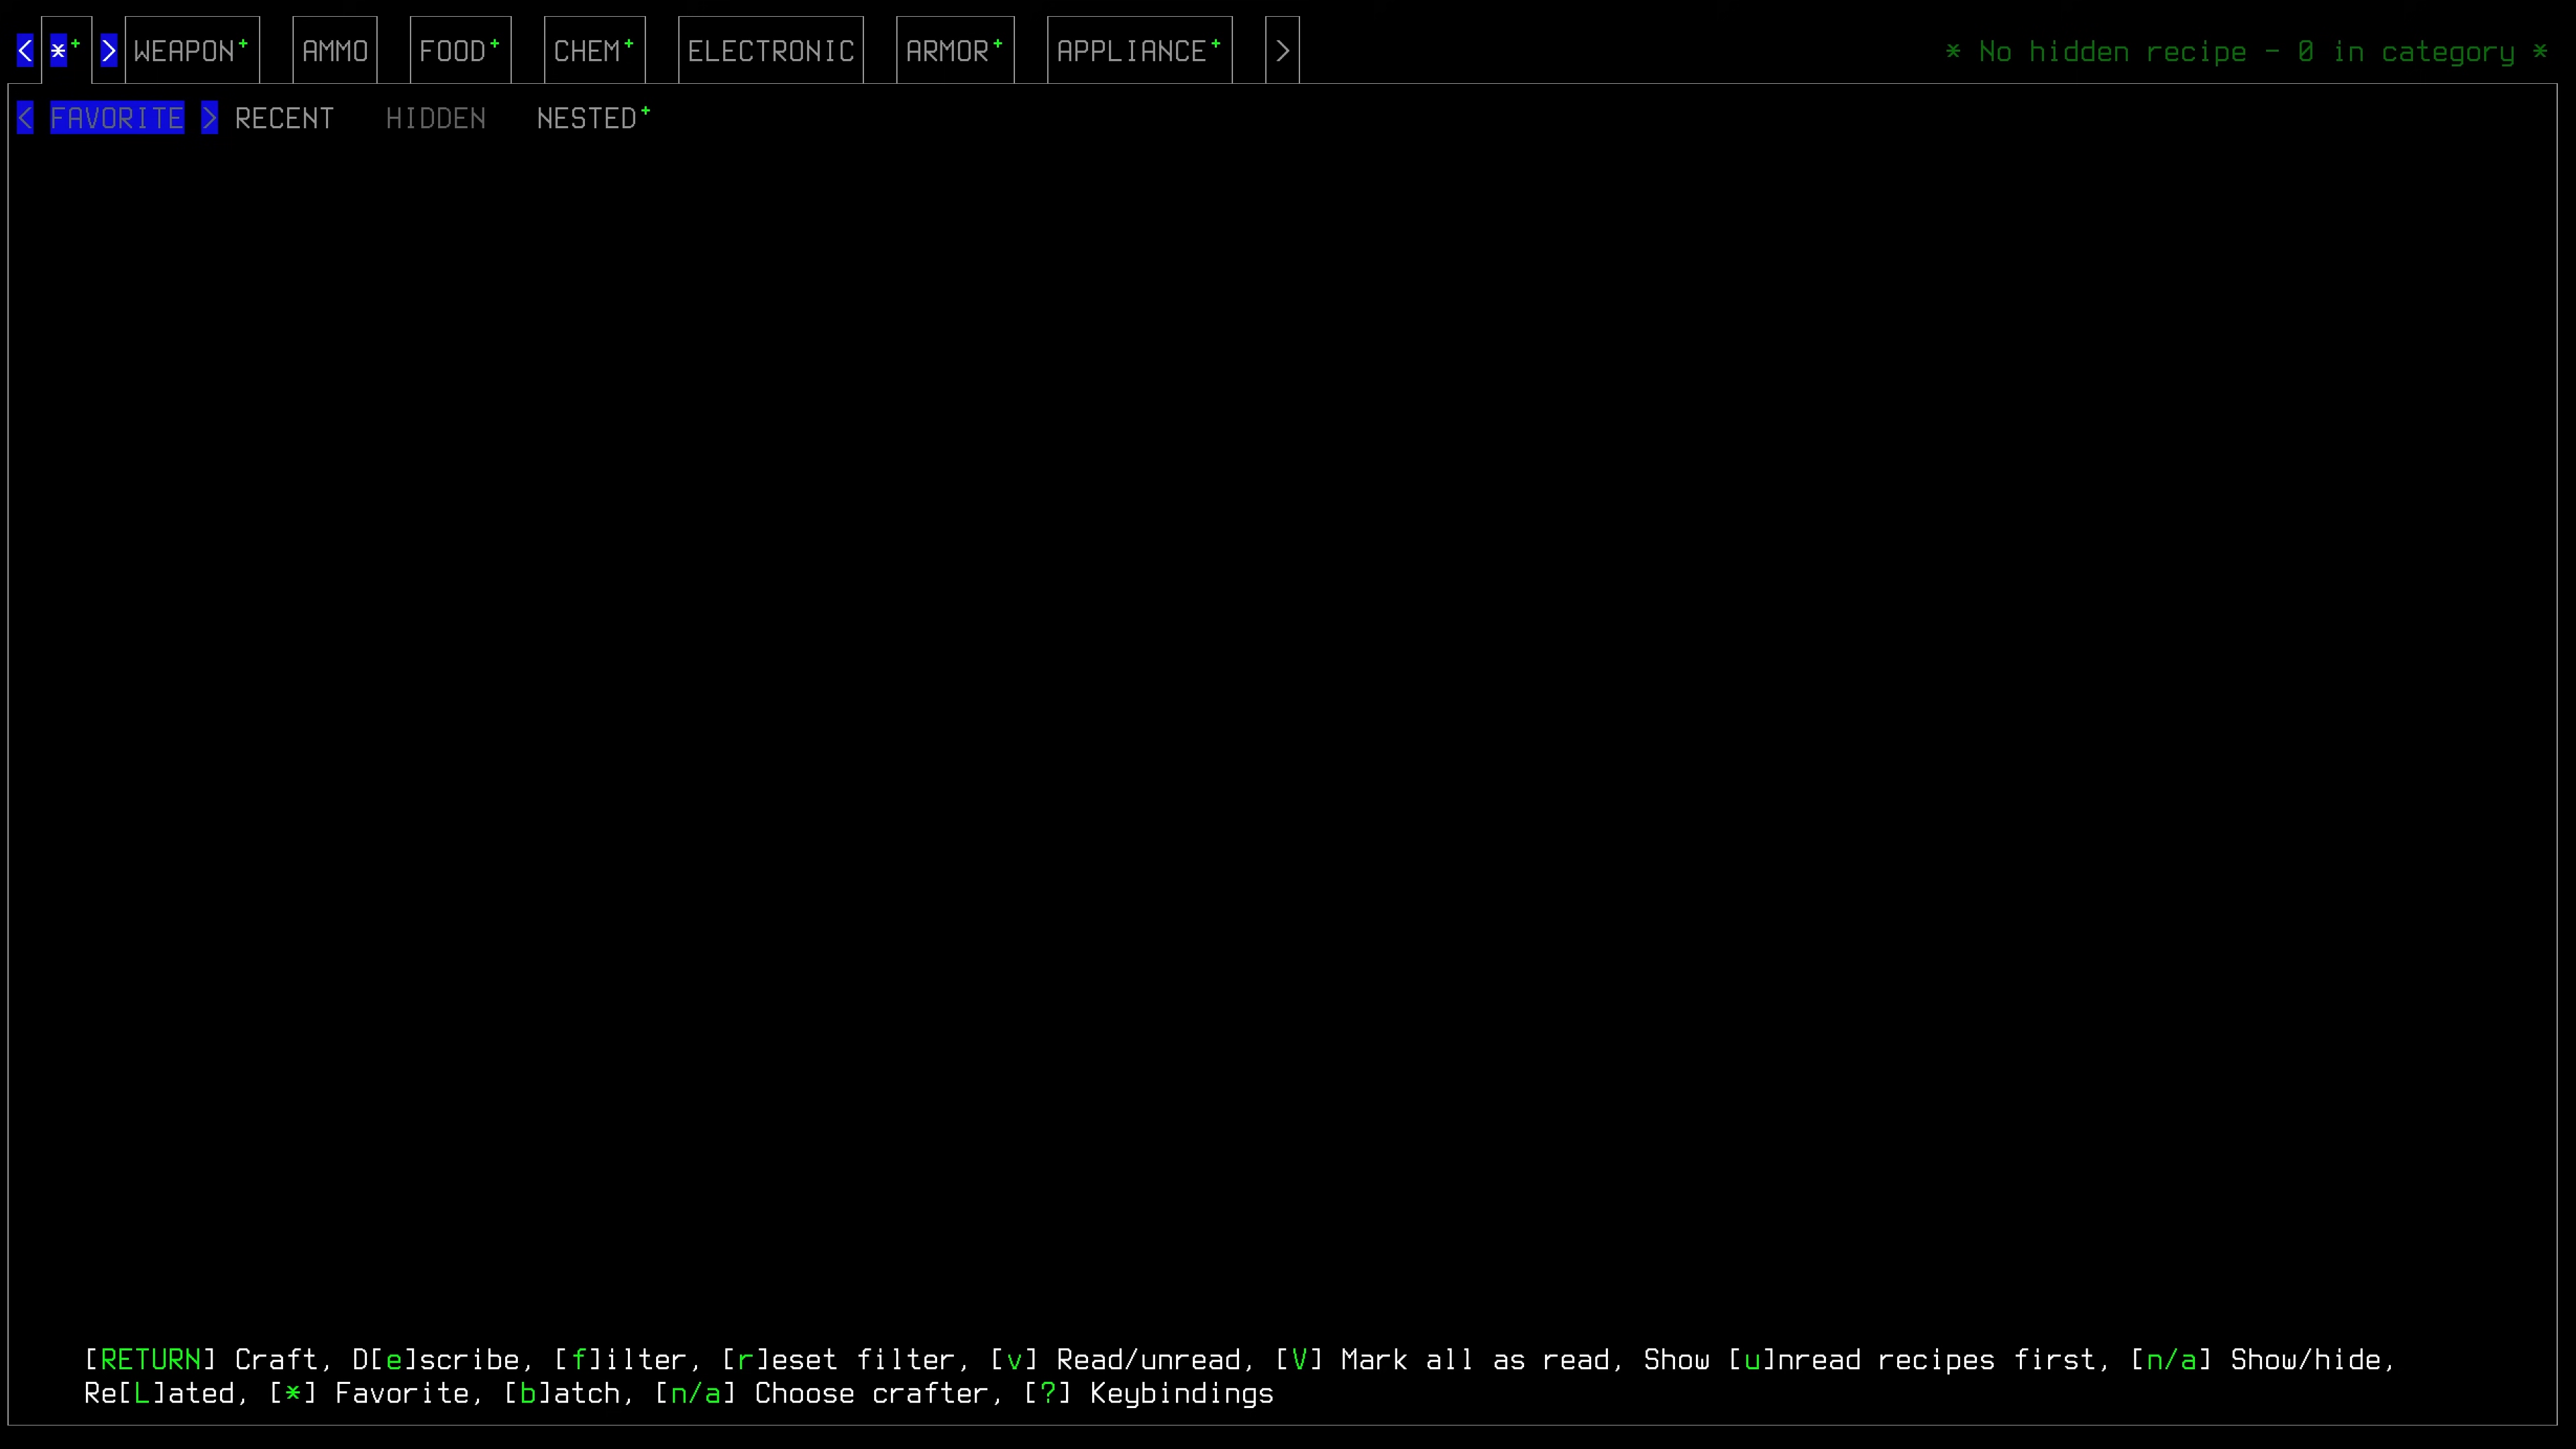 < *+ > WEAPON+ AMMO FOOD+ CHEM+ ELECTRONIC ARMOR+ APPLIANCE+ > * No hidden recipe - 0 in category *
< FAVORITE > RECENT HIDDEN NESTED+
[RETURN] Craft, D[e]scribe, [f]ilter, [r]eset filter, [v] Read/unread, [V] Mark all as read, Show [u]nread recipes first, [n/a] Show/hide,
Re[L]ated, [*] Favorite, [b]atch, [n/a] Choose crafter, [?] Keybindings